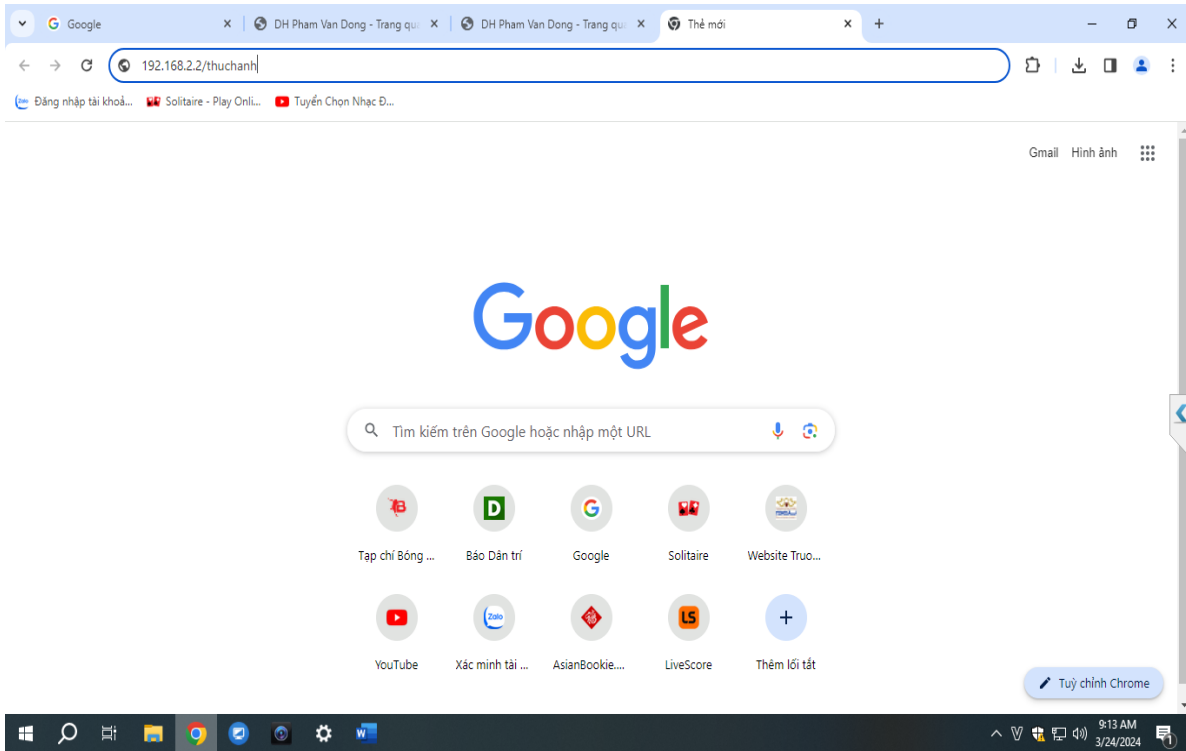 Google
DH Pham Van Dong - Trang quả
DH Pham Van Dong - Trang quả
Thẻ mới
192.168.2.2/thuchanh
Đăng nhập tài khoả...
Solitaire - Play Onli...
Tuyển Chọn Nhạc Đ...
Gmail
Hình ảnh
Google
Tìm kiếm trên Google hoặc nhập một URL
Tạp chí Bóng ...
Báo Dân trí
Google
Solitaire
Website Truo...
YouTube
Xác minh tài ...
AsianBookie....
LiveScore
Thêm lối tắt
Tuỳ chỉnh Chrome
9:13 AM
3/24/2024